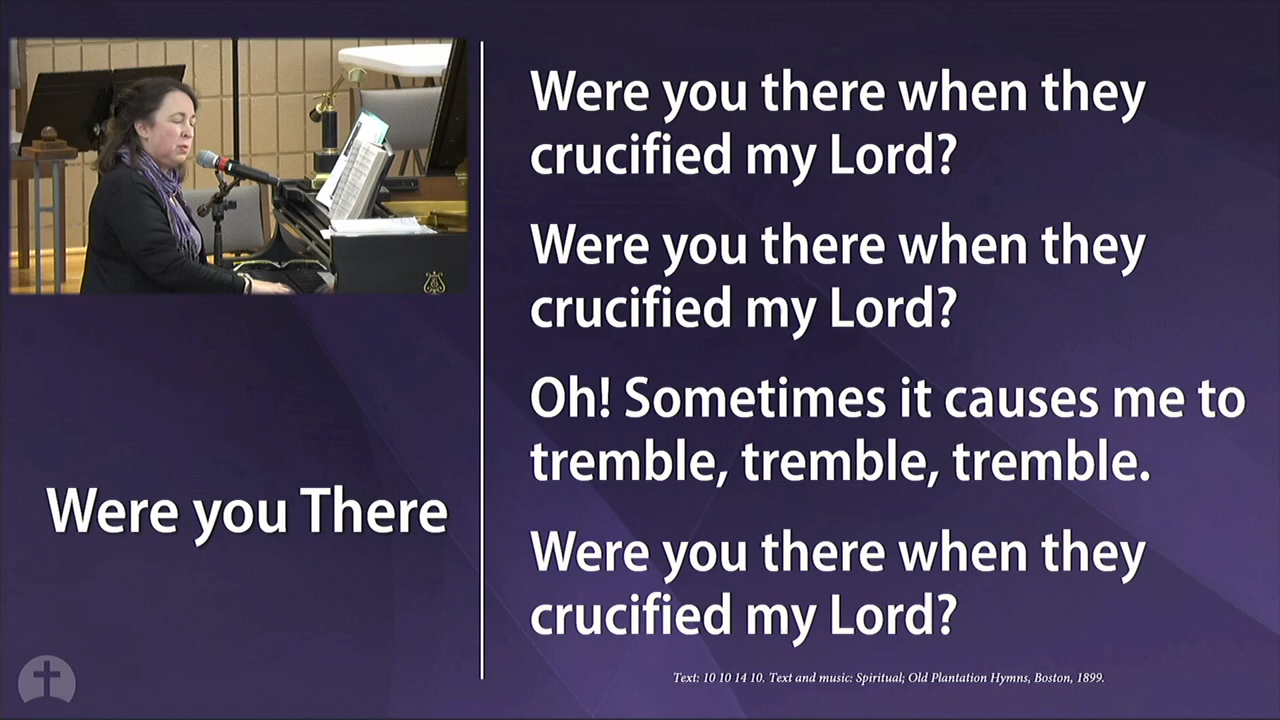 Were you there when they
crucified my Lord?
Were you there when they
crucified my Lord?
Oh! Sometimes it causes me to
tremble, tremble, tremble.
Were you there when they
crucified my Lord?
Were you There
Text: 10 10 14 10. Text and music: Spiritual; Old Plantation Hymns, Boston, 1899.